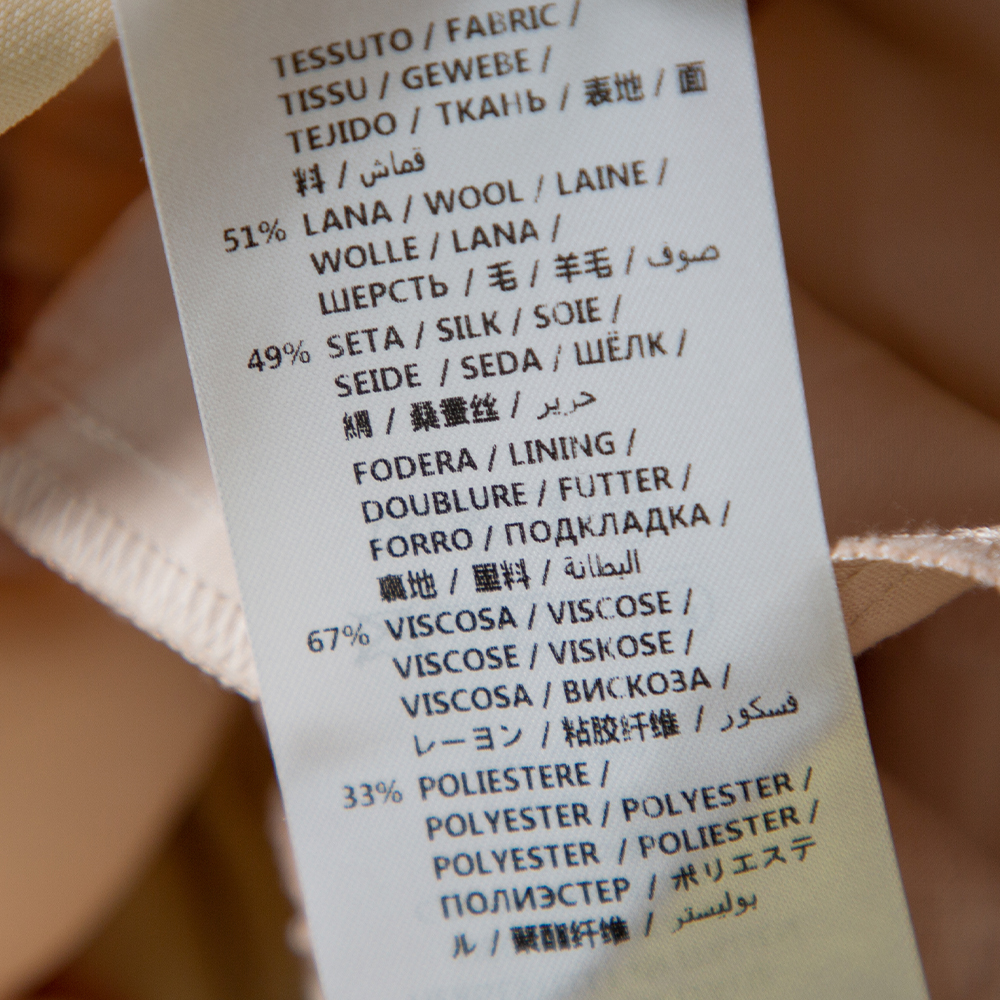 TESSUTO / FABRIC /
TISSU / GEWEBE /
TEJIDO / ТКАНЬ / 表地 / 面
料 / قماش
51% LANA / WOOL / LAINE /
WOLLE / LANA /
ШЕРСТЬ / 毛 / 羊毛 / صوف
49% SETA / SILK / SOIE /
SEIDE / SEDA / ШЁЛК /
絹 / 桑蠶丝 / حرير
FODERA / LINING /
DOUBLURE / FUTTER /
FORRO / ПОДКЛАДКА /
裏地 / 里料 / البطانة
67% VISCOSA / VISCOSE /
VISCOSE / VISKOSE /
VISCOSA / ВИСКОЗА /
レーヨン / 粘胶纤维 / فسكور
33% POLIESTERE /
POLYESTER / POLYESTER /
POLYESTER / POLIESTER /
ПОЛИЭСТЕР / ポリエステ
ル / 聚酯纤维 / بوليستر